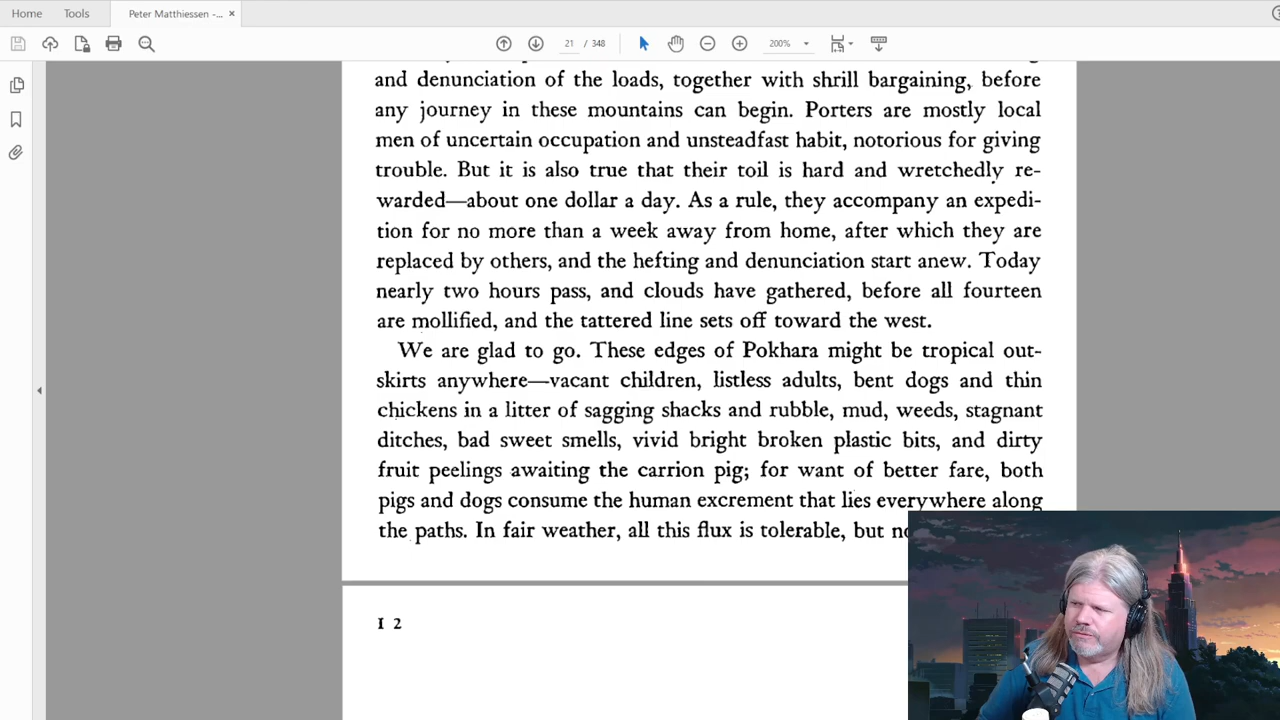 Home Tools Peter Matthiessen -... ×
21 / 348 200%
and denunciation of the loads, together with shrill bargaining, before
any journey in these mountains can begin. Porters are mostly local
men of uncertain occupation and unsteadfast habit, notorious for giving
trouble. But it is also true that their toil is hard and wretchedly re-
warded—about one dollar a day. As a rule, they accompany an expedi-
tion for no more than a week away from home, after which they are
replaced by others, and the hefting and denunciation start anew. Today
nearly two hours pass, and clouds have gathered, before all fourteen
are mollified, and the tattered line sets off toward the west.
We are glad to go. These edges of Pokhara might be tropical out-
skirts anywhere—vacant children, listless adults, bent dogs and thin
chickens in a litter of sagging shacks and rubble, mud, weeds, stagnant
ditches, bad sweet smells, vivid bright broken plastic bits, and dirty
fruit peelings awaiting the carrion pig; for want of better fare, both
pigs and dogs consume the human excrement that lies everywhere along
the paths. In fair weather, all this flux is tolerable, but
I 2